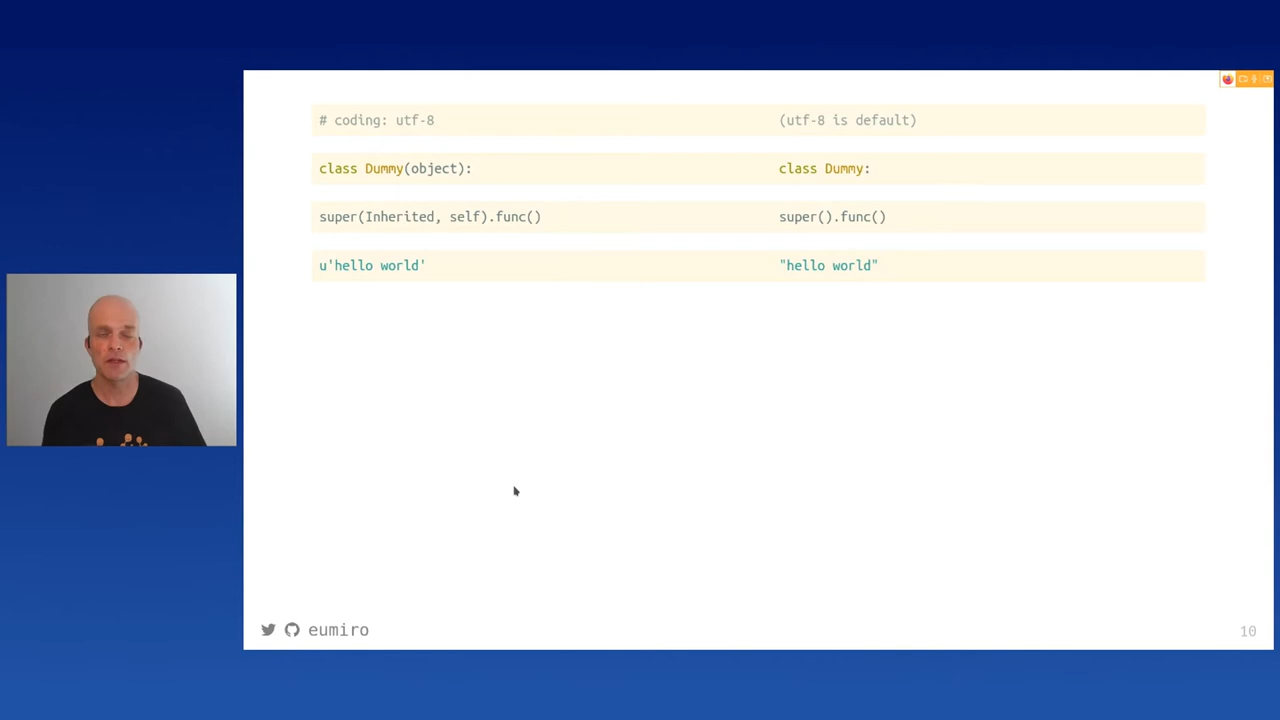 # coding: utf-8 (utf-8 is default)
class Dummy(object): class Dummy:
super(Inherited, self).func() super().func()
u'hello world' "hello world"
eumiro
10